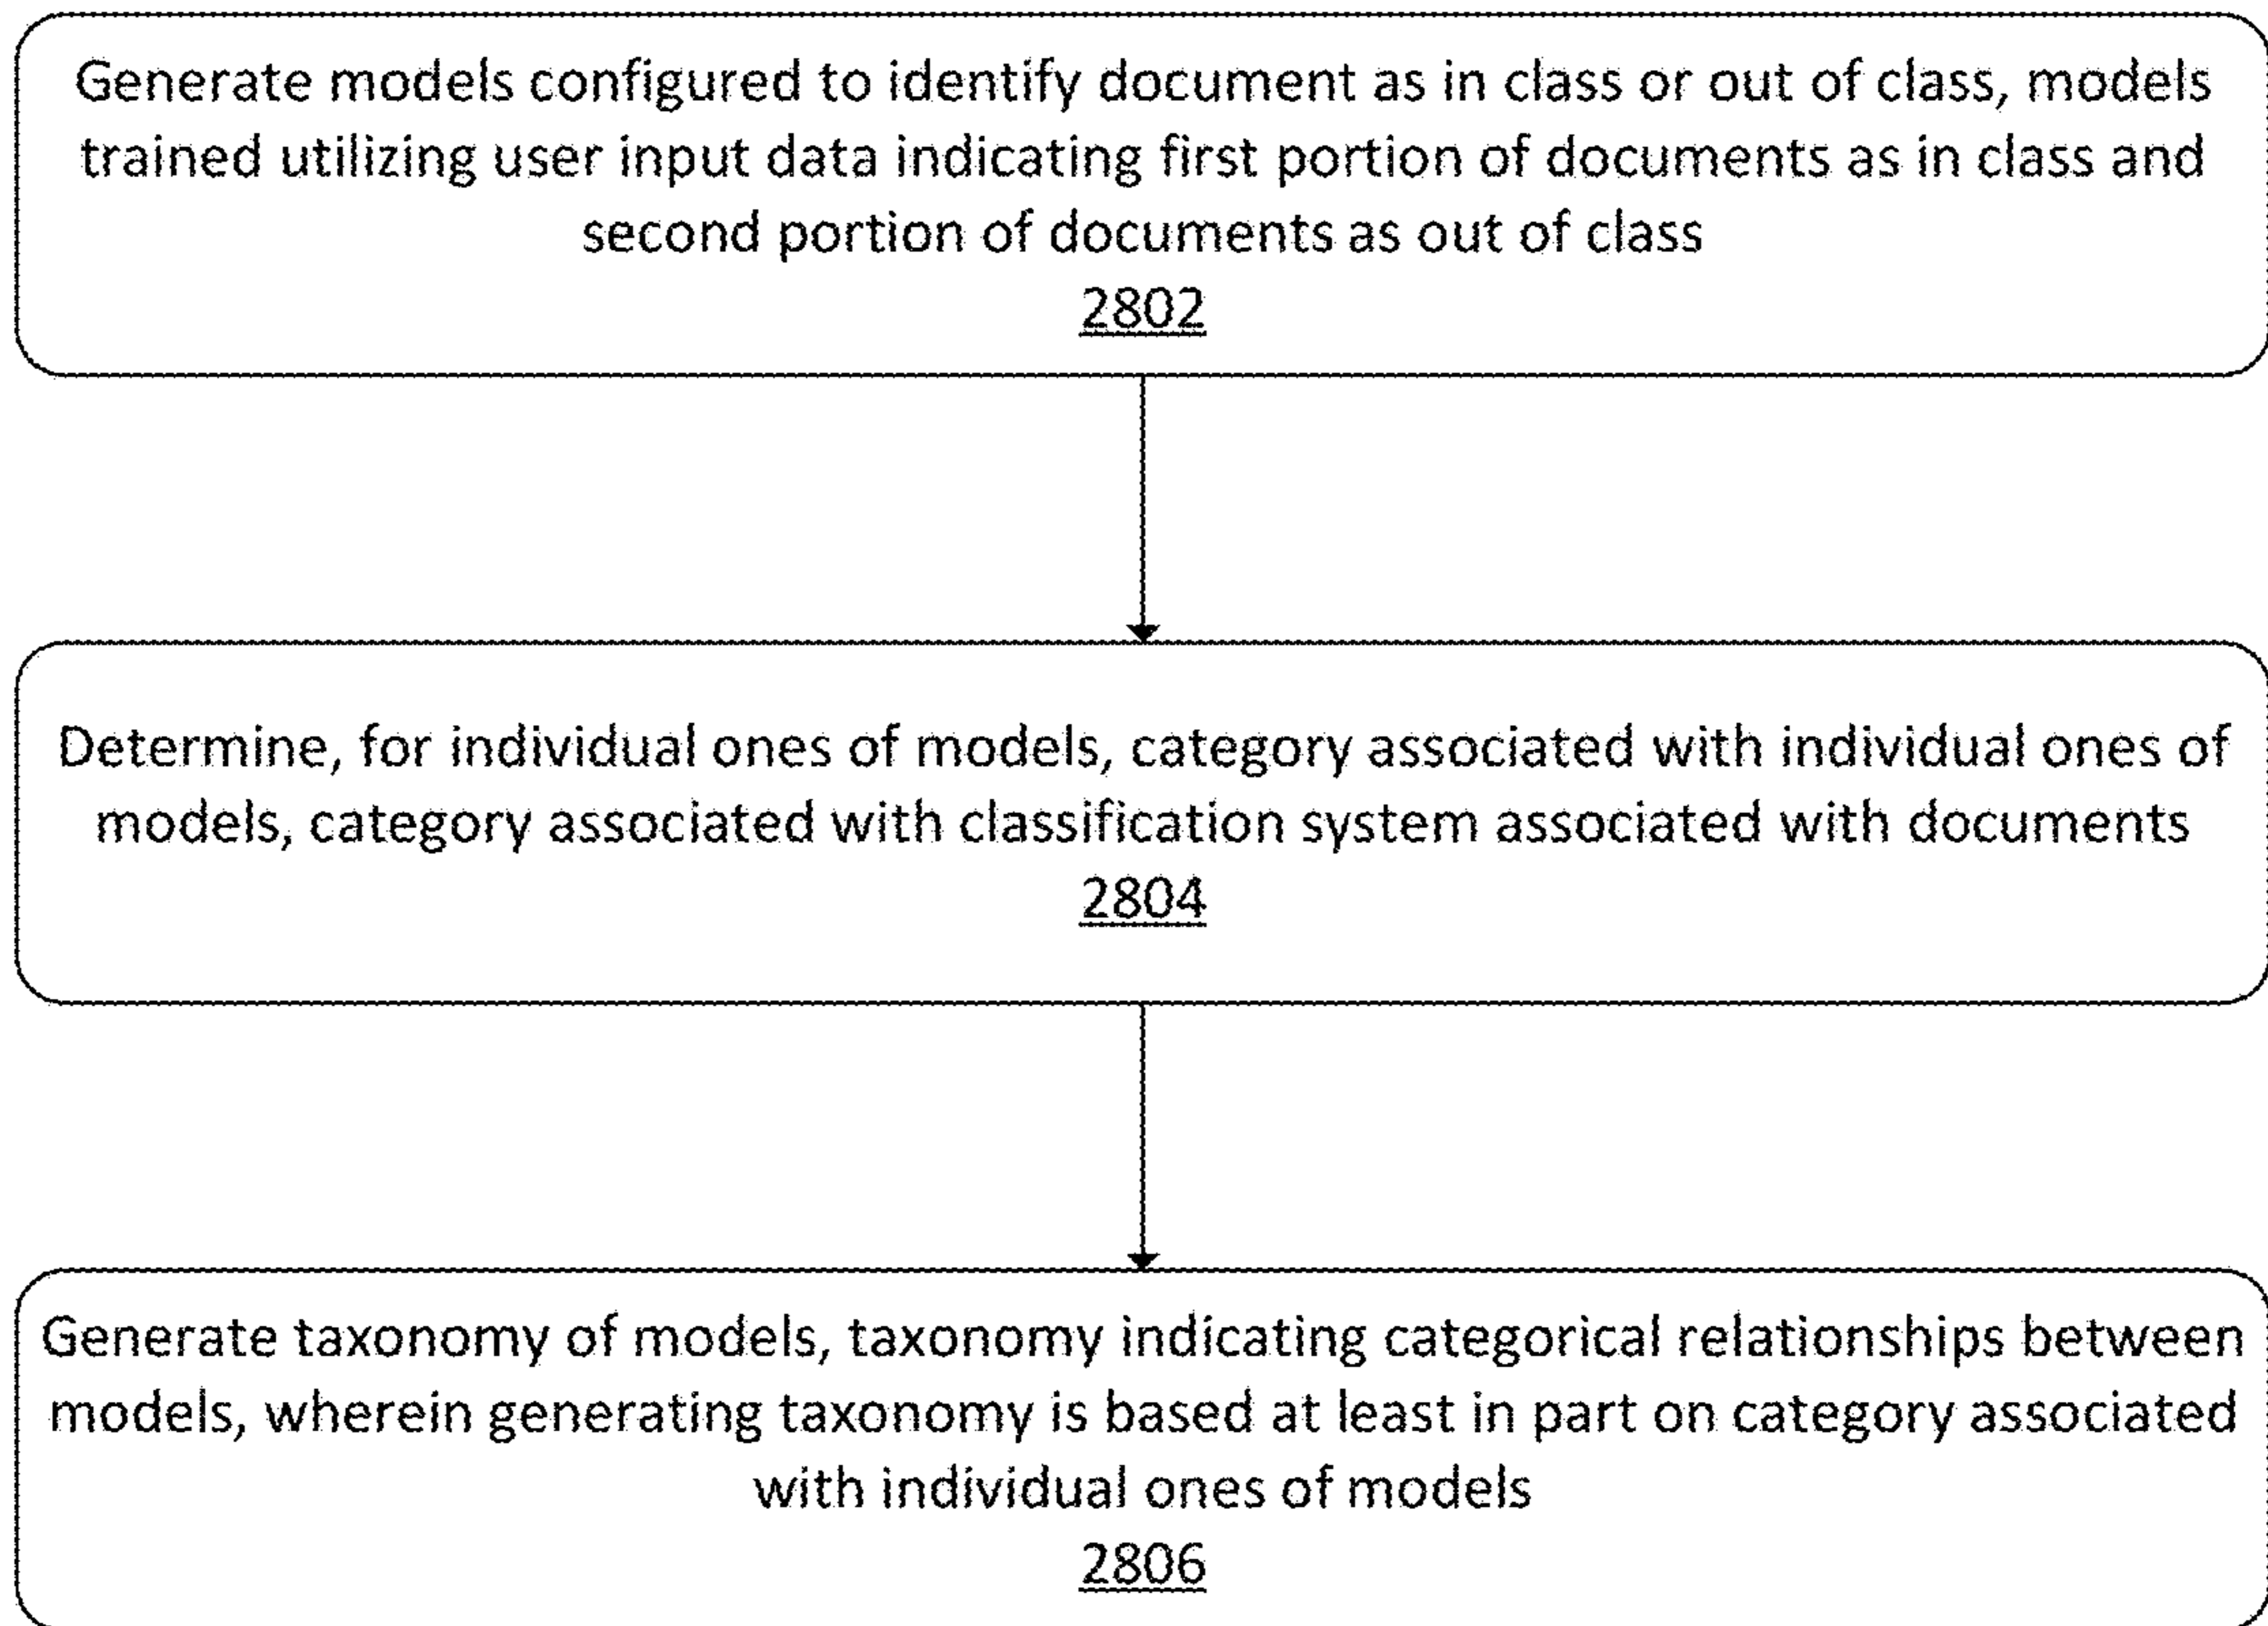 Generate models configured to identify document as in class or out of class, models
trained utilizing user input data indicating first portion of documents as in class and
second portion of documents as out of class
2802
Determine, for individual ones of models, category associated with individual ones of
models, category associated with classification system associated with documents
2804
Generate taxonomy of models, taxonomy indicating categorical relationships between
models, wherein generating taxonomy is based at least in part on category associated
with individual ones of models
2806